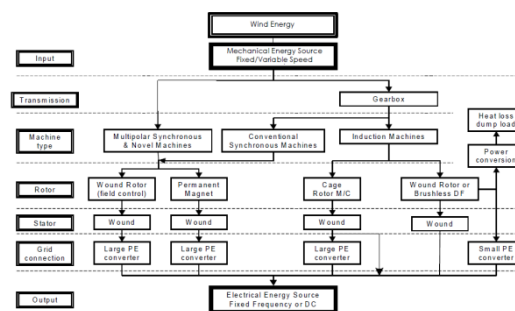 Wind Energy
Mechanical Energy Source
Fixed/Variable Speed
Input
Transmission
Gearbox
Heat loss
dump load
Machine
type
Multipolar Synchronous
& Novel Machines
Conventional
Synchronous Machines
Induction Machines
Power
conversion
Rotor
Wound Rotor
(field control)
Permanent
Magnet
Cage
Rotor M/C
Wound Rotor or
Brushless DF
Stator
Wound
Wound
Wound
Wound
Grid
connection
Large PE
converter
Large PE
converter
Large PE
converter
Small PE
converter
Output
Electrical Energy Source
Fixed Frequency or DC